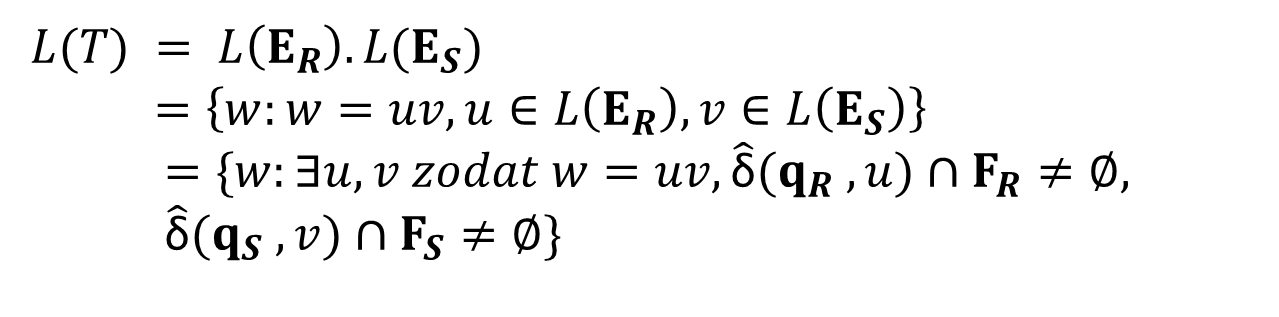 L(T) = L(𝐄_𝑹).L(𝐄_𝑺)
= {w: w = uv, u ∈ L(𝐄_𝑹), v ∈ L(𝐄_𝑺)}
= {w: ∃u, v zodat w = uv, δ̂(𝐪_𝑹 , u) ∩ 𝐅_𝑹 ≠ ∅,
δ̂(𝐪_𝑺 , v) ∩ 𝐅_𝑺 ≠ ∅}